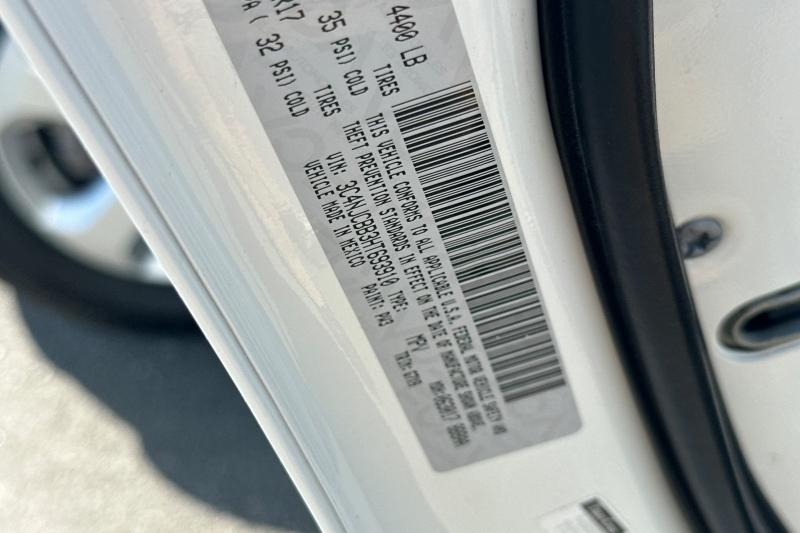 4400 LB
R17 35 PSI) COLD TIRES
( 32 PSI) COLD TIRES
THIS VEHICLE CONFORMS TO ALL APPLICABLE U.S.A. FEDERAL MOTOR VEHICLE SAFETY AND
THEFT PREVENTION STANDARDS IN EFFECT ON THE DATE OF MANUFACTURE SHOWN ABOVE.
VIN: 3C4NJCBB3HT693910 TYPE: MPV
VEHICLE MADE IN MEXICO PAINT: PW3